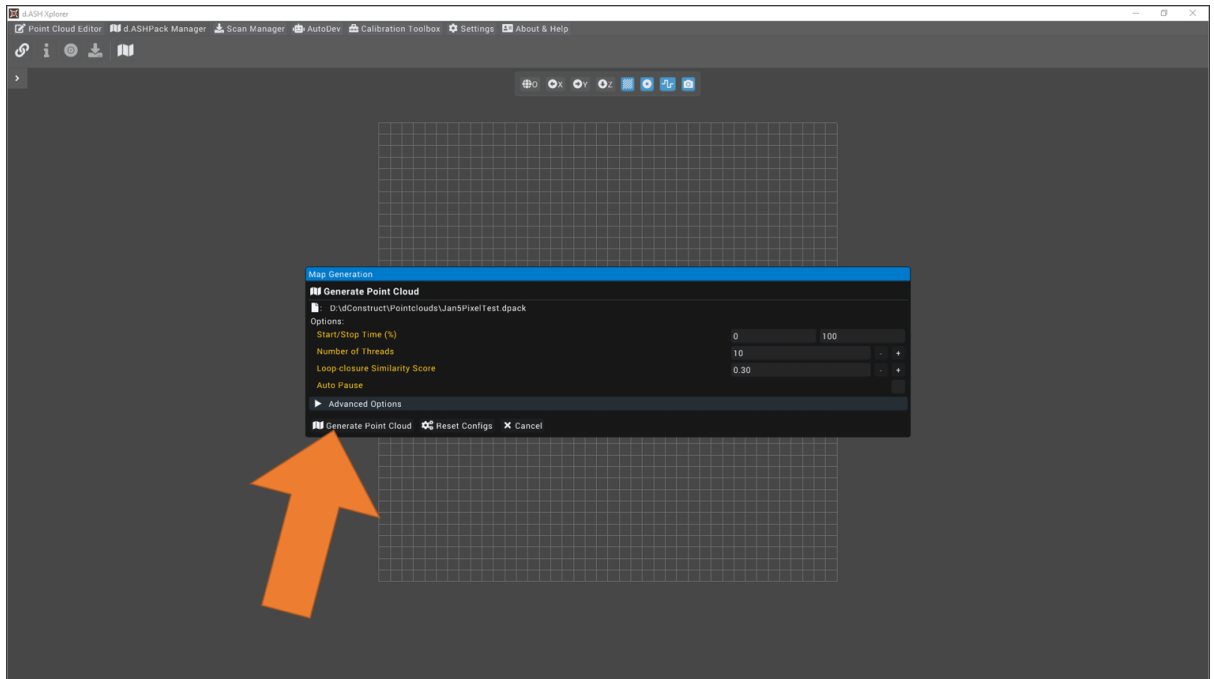 d.ASH Xplorer
Point Cloud Editor d.ASHPack Manager Scan Manager AutoDev Calibration Toolbox Settings About & Help
O X Y Z
Map Generation
Generate Point Cloud
: D:\dConstruct\Pointclouds\Jan5PixelTest.dpack
Options:
Start/Stop Time (%) 0 100
Number of Threads 10 - +
Loop-closure Similarity Score 0.30 - +
Auto Pause
Advanced Options
Generate Point Cloud Reset Configs Cancel